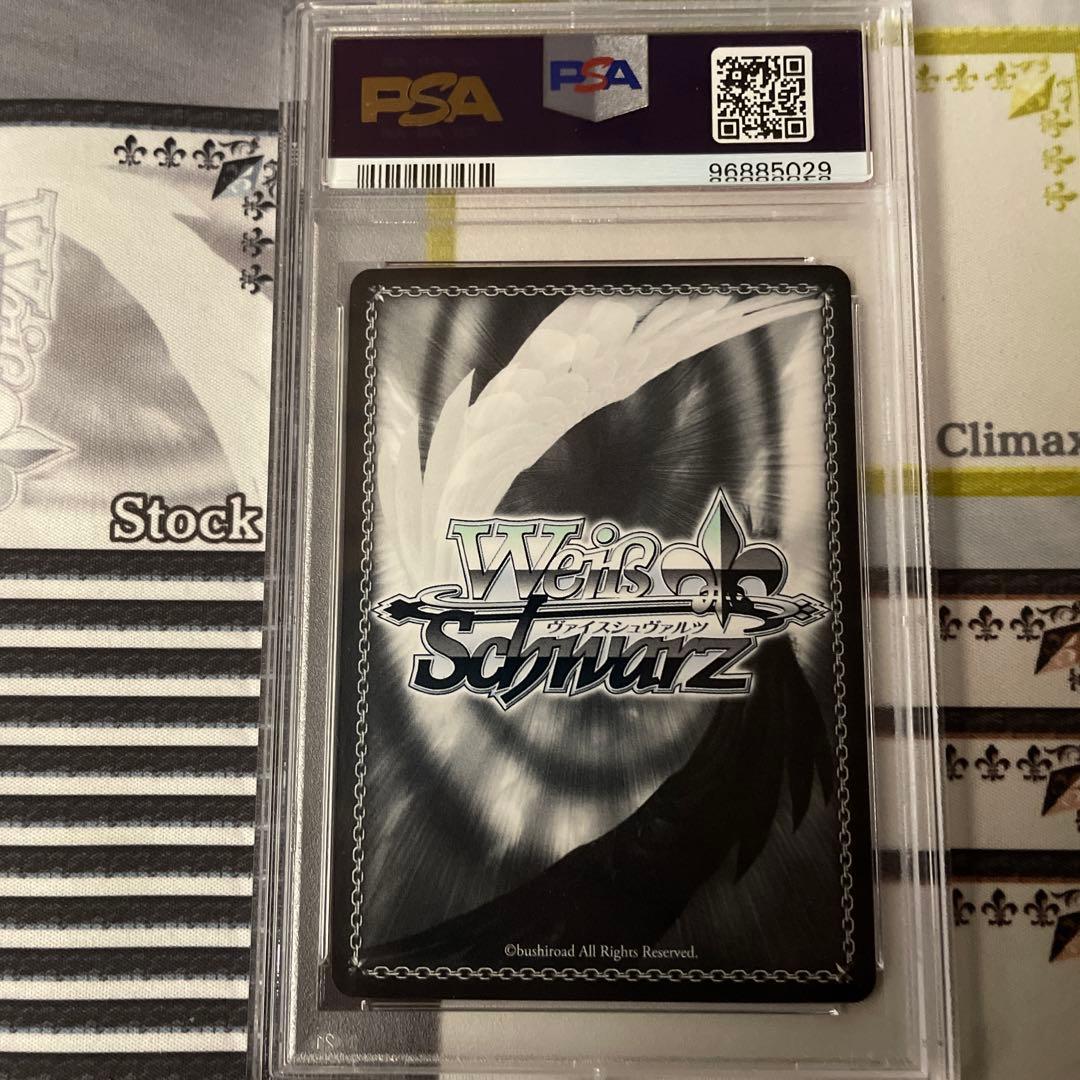 PSA
PSA
96885029
Stock
Climax
Weiß
ヴァイスシュヴァルツ
Schwarz
©bushiroad All Rights Reserved.